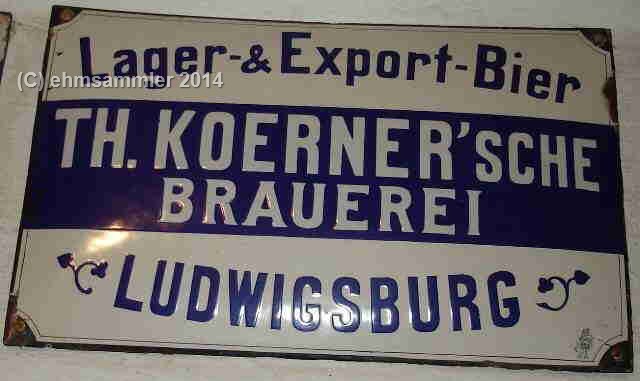 Lager-& Export-Bier
(C) ehmsammler 2014
TH. KOERNER'SCHE
BRAUEREI
LUDWIGSBURG